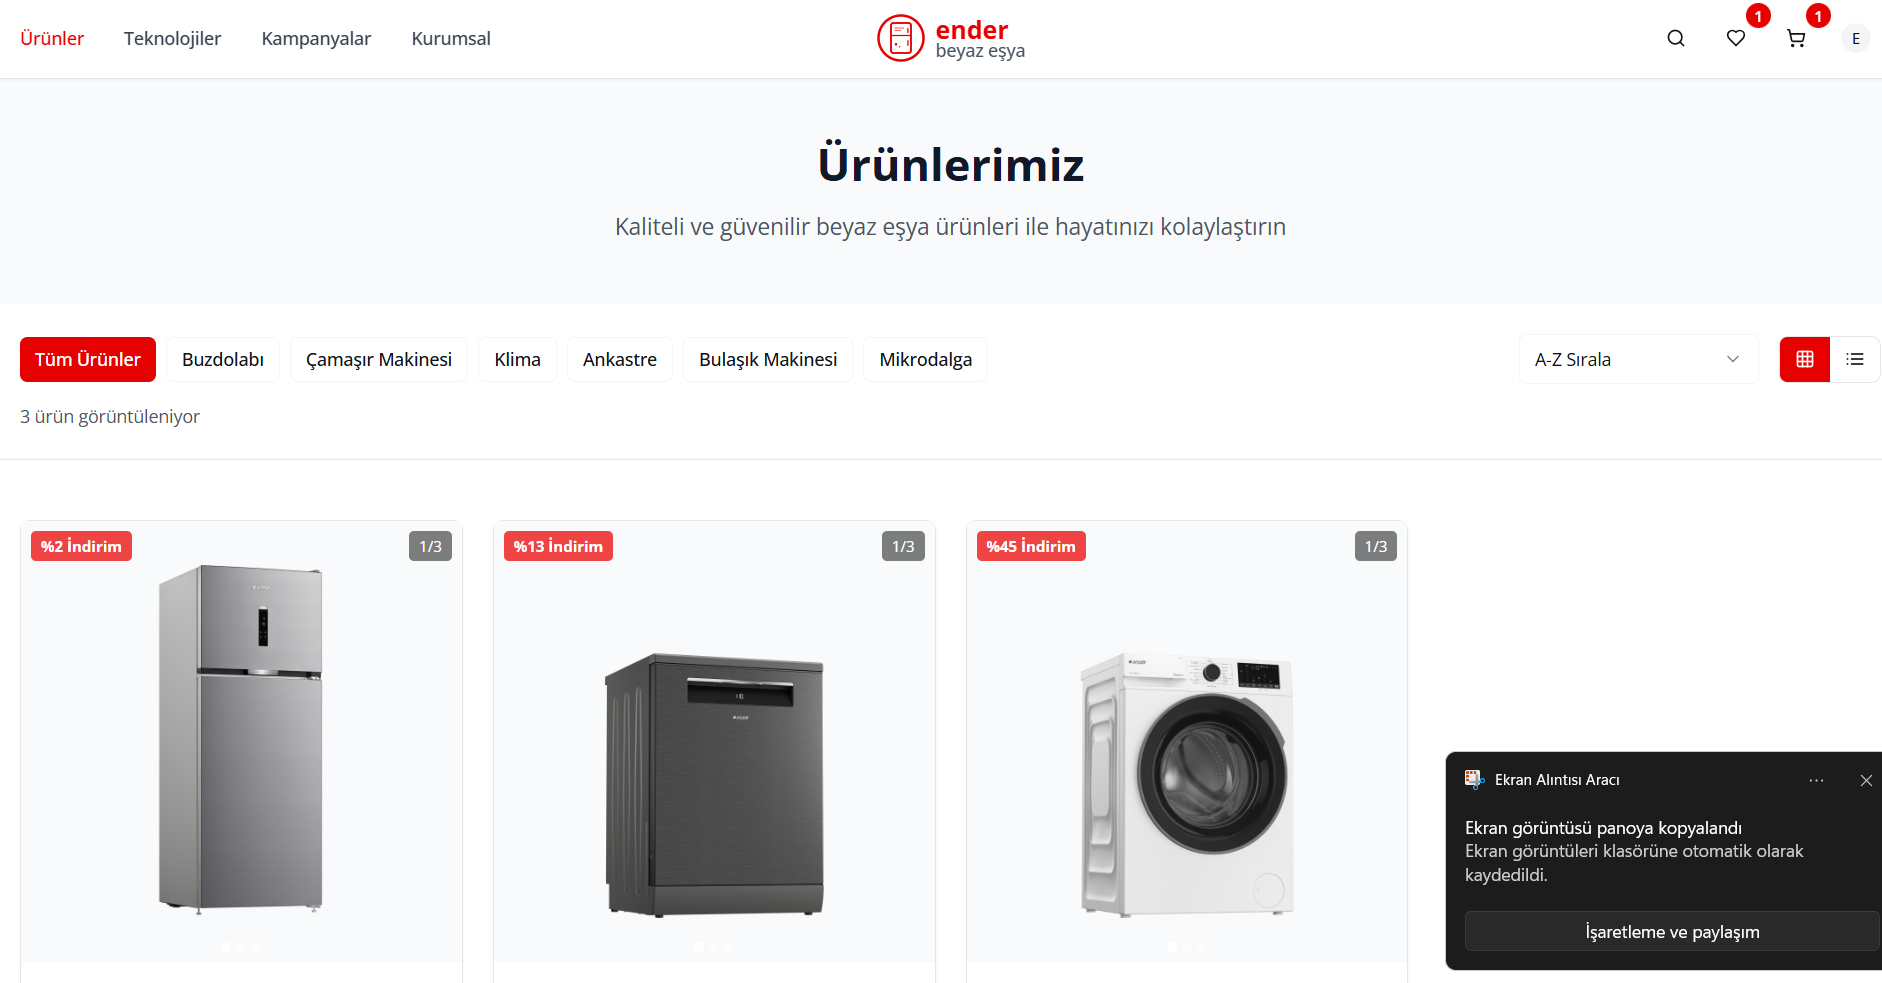 Ürünler
Teknolojiler
Kampanyalar
Kurumsal
ender
beyaz eşya
1
1
E
Ürünlerimiz
Kaliteli ve güvenilir beyaz eşya ürünleri ile hayatınızı kolaylaştırın
Tüm Ürünler
Buzdolabı
Çamaşır Makinesi
Klima
Ankastre
Bulaşık Makinesi
Mikrodalga
A-Z Sırala
3 ürün görüntüleniyor
%2 İndirim
1/3
%13 İndirim
1/3
%45 İndirim
1/3
Ekran Alıntısı Aracı
Ekran görüntüsü panoya kopyalandı
Ekran görüntüleri klasörüne otomatik olarak
kaydedildi.
İşaretleme ve paylaşım